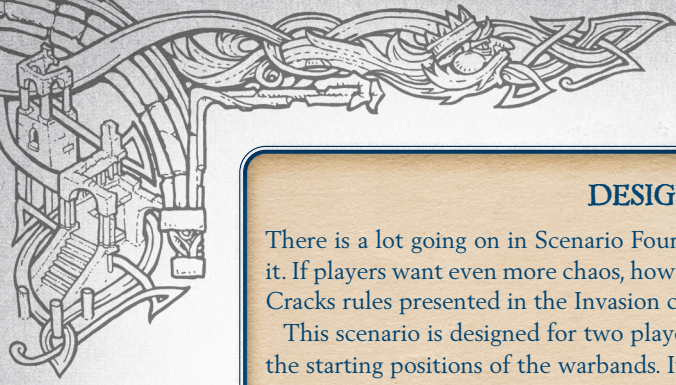 DESIG
There is a lot going on in Scenario Four
it. If players want even more chaos, how
Cracks rules presented in the Invasion c
This scenario is designed for two play
the starting positions of the warbands. I